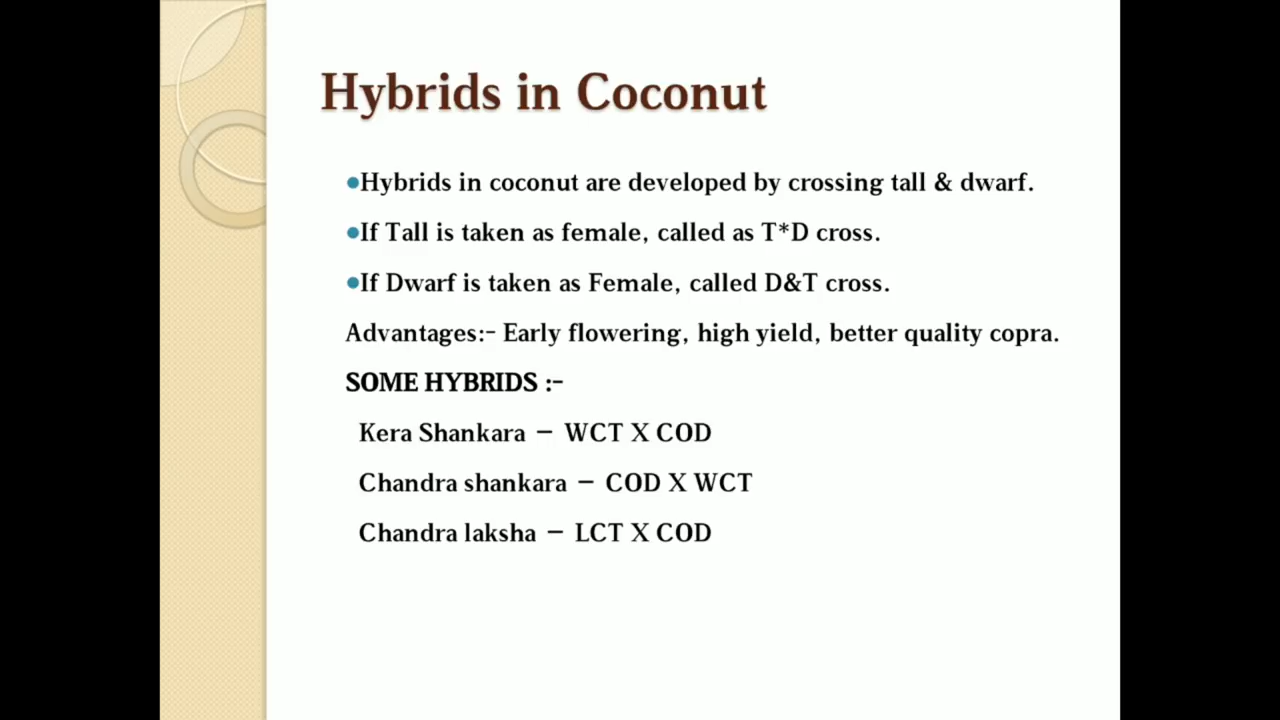 Hybrids in Coconut
●Hybrids in coconut are developed by crossing tall & dwarf.
●If Tall is taken as female, called as T*D cross.
●If Dwarf is taken as Female, called D&T cross.
Advantages:- Early flowering, high yield, better quality copra.
SOME HYBRIDS :-
Kera Shankara – WCT X COD
Chandra shankara – COD X WCT
Chandra laksha – LCT X COD